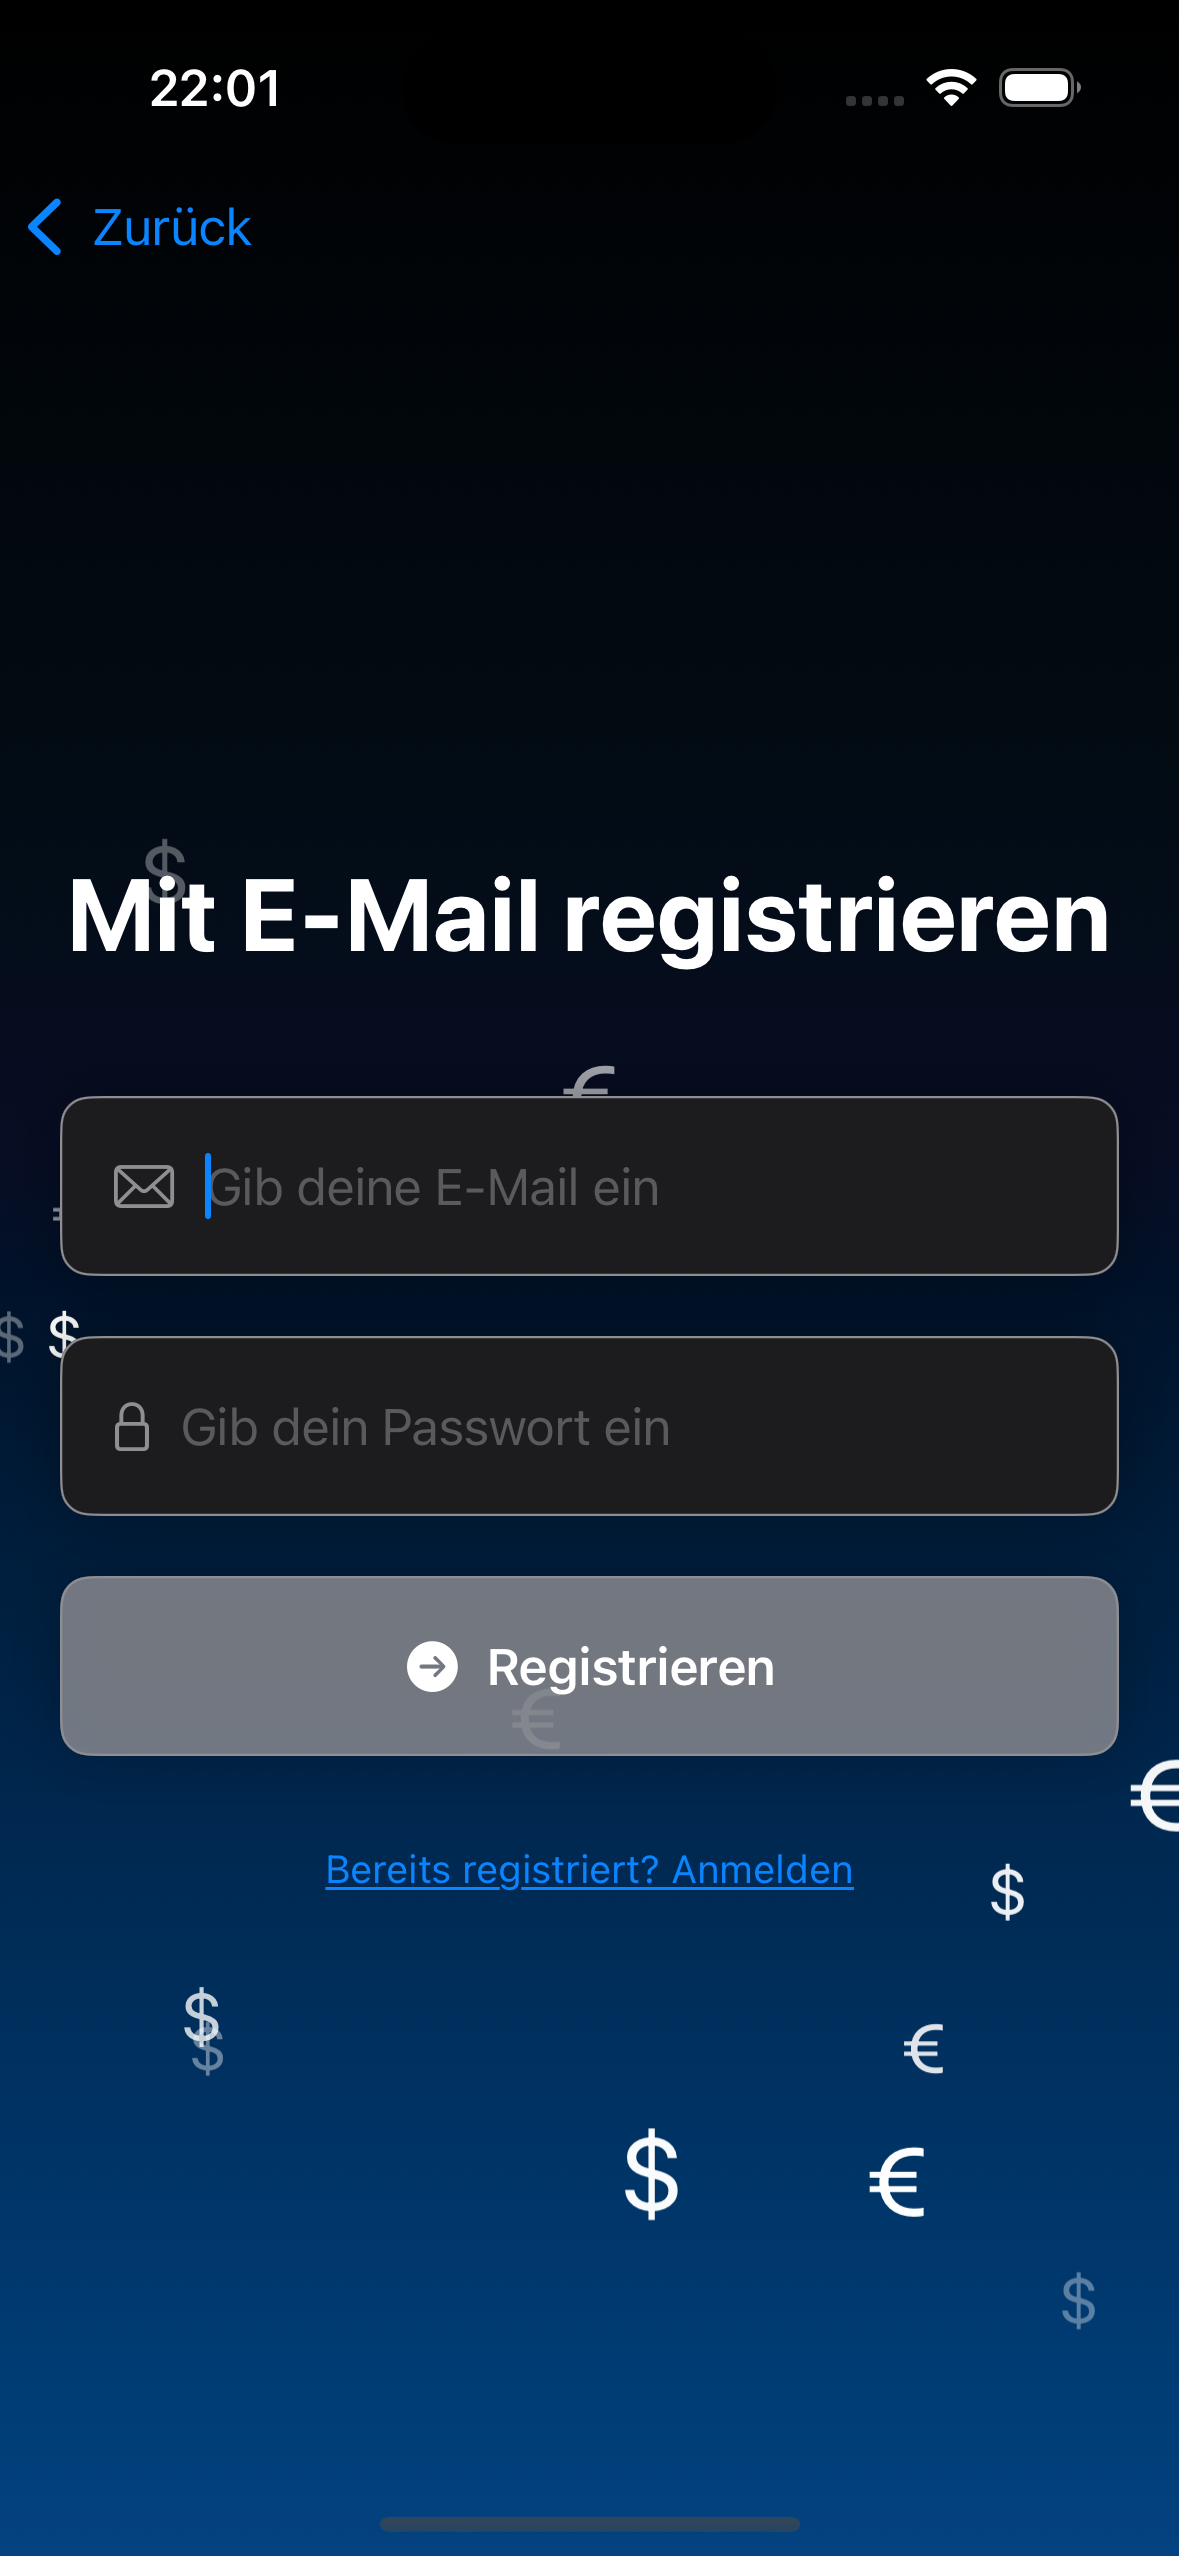 22:01
Zurück
$
Mit E-Mail registrieren
€
Gib deine E-Mail ein
$ $
Gib dein Passwort ein
Registrieren
€
€
Bereits registriert? Anmelden
$
$
$
€
$ €
$